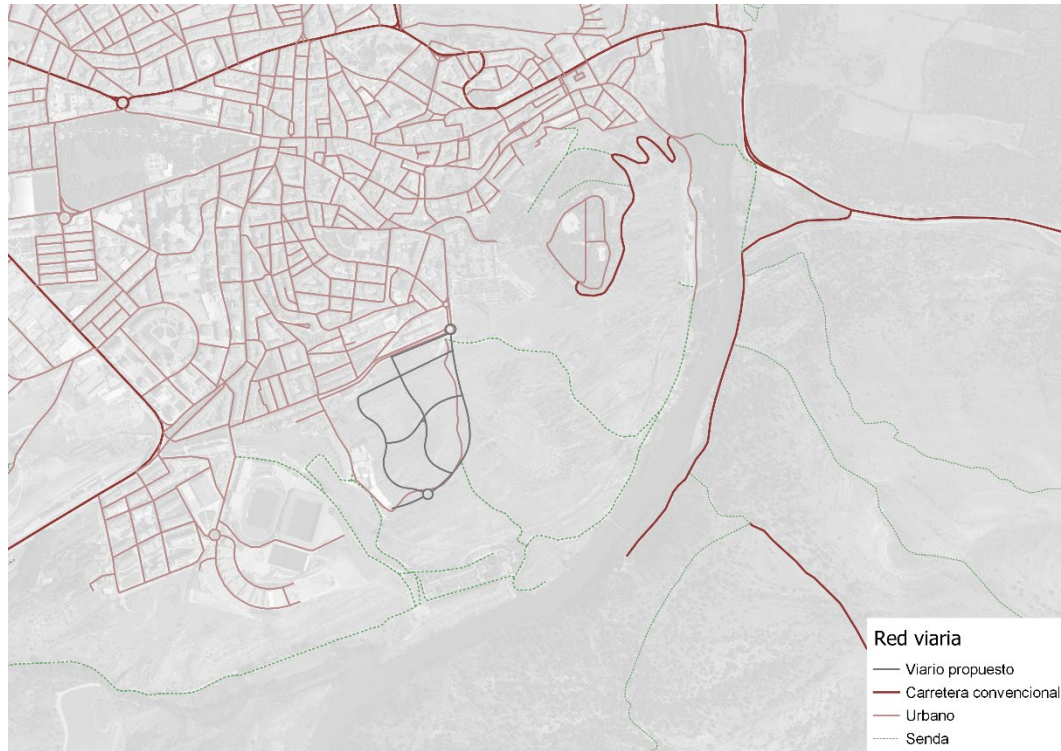 Red viaria
Viario propuesto
Carretera convencional
Urbano
Senda